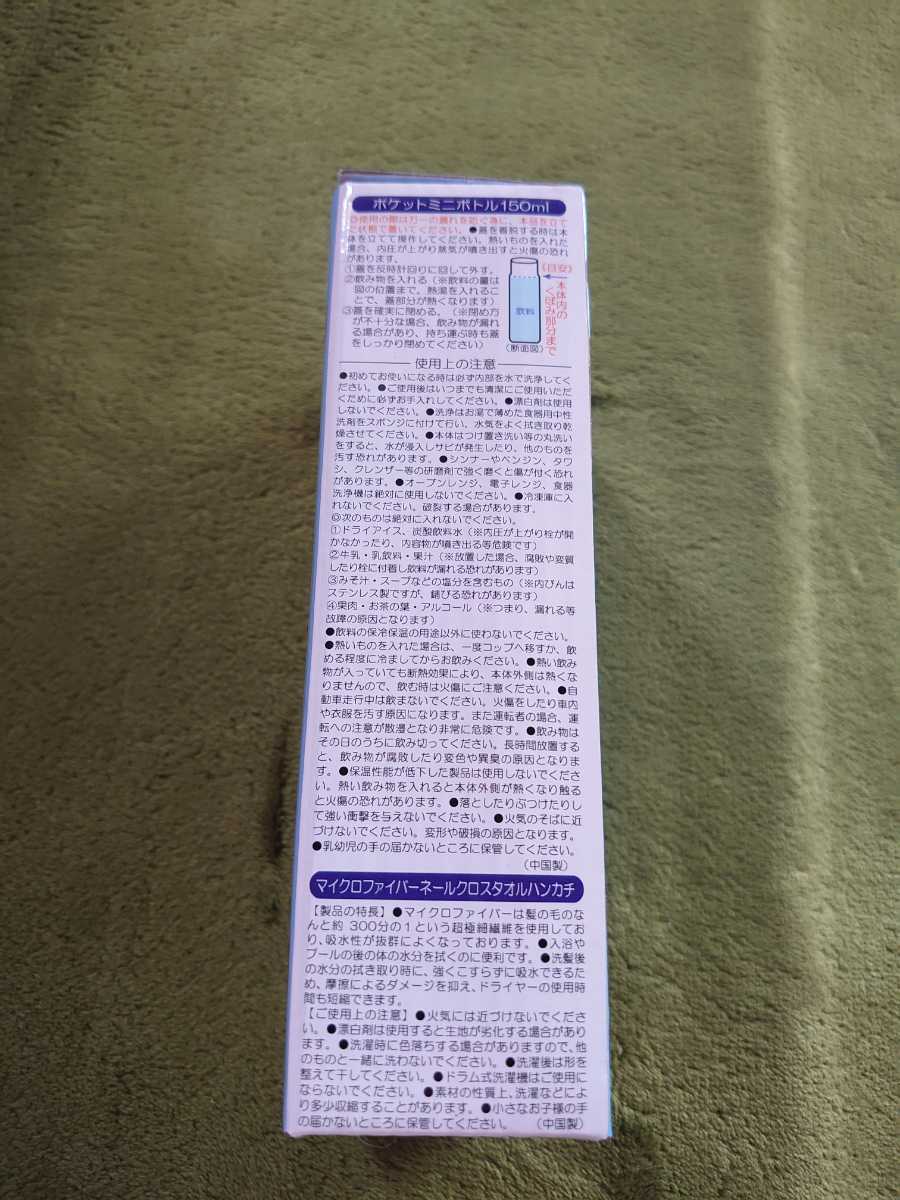 ポケットミニボトル150ml
◎使用の際は万一の漏れを防ぐ為に、本品を立て
た状態で置いてください。●蓋を着脱する時は本
体を立てて操作してください。熱いものを入れた
場合、内圧が上がり蒸気が噴き出すと火傷の恐れ
があります。
①蓋を反時計回りに回して外す。
②飲み物を入れる（※飲料の量は
図の位置まで。熱湯を入れるこ
とで、蓋部分が熱くなります）
③蓋を確実に閉める。（※閉め方
が不十分な場合、飲み物が漏れ
る場合があり、持ち運ぶ時も蓋
をしっかり閉めてください）
《目安》
本体内の
くぼみ部分まで
飲料
（断面図）
使用上の注意
●初めてお使いになる時は必ず内部を水で洗浄してく
ださい。●ご使用後はいつまでも清潔にご使用いただ
くために必ずお手入れしてください。●漂白剤は使用
しないでください。●洗浄はお湯で薄めた食器用中性
洗剤をスポンジに付けて行い、水気をよく拭き取り乾
燥させてください。●本体はつけ置き洗い等の丸洗い
をすると、水が浸入しサビが発生したり、他のものを
汚す恐れがあります。●シンナーやベンジン、タワ
シ、クレンザー等の研磨剤で強く磨くと傷が付く恐れ
があります。●オーブンレンジ、電子レンジ、食器
洗浄機は絶対に使用しないでください。●冷凍庫に入
れないでください。破裂する場合があります。
◎次のものは絶対に入れないでください。
①ドライアイス、炭酸飲料水（※内圧が上がり栓が開
かなかったり、内容物が噴き出る等危険です）
②牛乳・乳飲料・果汁（※放置した場合、腐敗や変質
したり栓に付着し飲料が漏れる恐れがあります）
③みそ汁・スープなどの塩分を含むもの（※内びんは
ステンレス製ですが、錆びる恐れがあります）
④果肉・お茶の葉・アルコール（※つまり、漏れる等
故障の原因となります）
●飲料の保冷保温の用途以外に使わないでください。
●熱いものを入れた場合は、一度コップへ移すか、飲
める程度に冷ましてからお飲みください。●熱い飲み
物が入っていても断熱効果により、本体外側は熱くな
りませんので、飲む時は火傷にご注意ください。●自
動車走行中は飲まないでください。火傷をしたり車内
や衣服を汚す原因になります。また運転者の場合、運
転への注意が散漫となり非常に危険です。●飲み物は
その日のうちに飲み切ってください。長時間放置する
と、飲み物が腐敗したり変色や異臭の原因となりま
す。●保温性能が低下した製品は使用しないでくださ
い。熱い飲み物を入れると本体外側が熱くなり触る
と火傷の恐れがあります。●落としたりぶつけたりし
て強い衝撃を与えないでください。●火気のそばに近
づけないでください。変形や破損の原因となります。
●乳幼児の手の届かないところに保管してください。
（中国製）
マイクロファイバーネールクロスタオルハンカチ
【製品の特長】●マイクロファイバーは髪の毛のな
んと約 300分の1という超極細繊維を使用してお
り、吸水性が抜群によくなっております。●入浴や
プールの後の体の水分を拭くのに便利です。●洗髪後
の水分の拭き取り時に、強くこすらずに吸水できるた
め、摩擦によるダメージを抑え、ドライヤーの使用時
間も短縮できます。
【ご使用上の注意】●火気には近づけないでくださ
い。●漂白剤は使用すると生地が劣化する場合があり
ます。●洗濯時に色落ちする場合がありますので、他
のものと一緒に洗わないでください。●洗濯後は形を
整えて干してください。●ドラム式洗濯機はご使用に
ならないでください。●素材の性質上、洗濯などによ
り多少収縮することがあります。●小さなお子様の手
の届かないところに保管してください。（中国製）